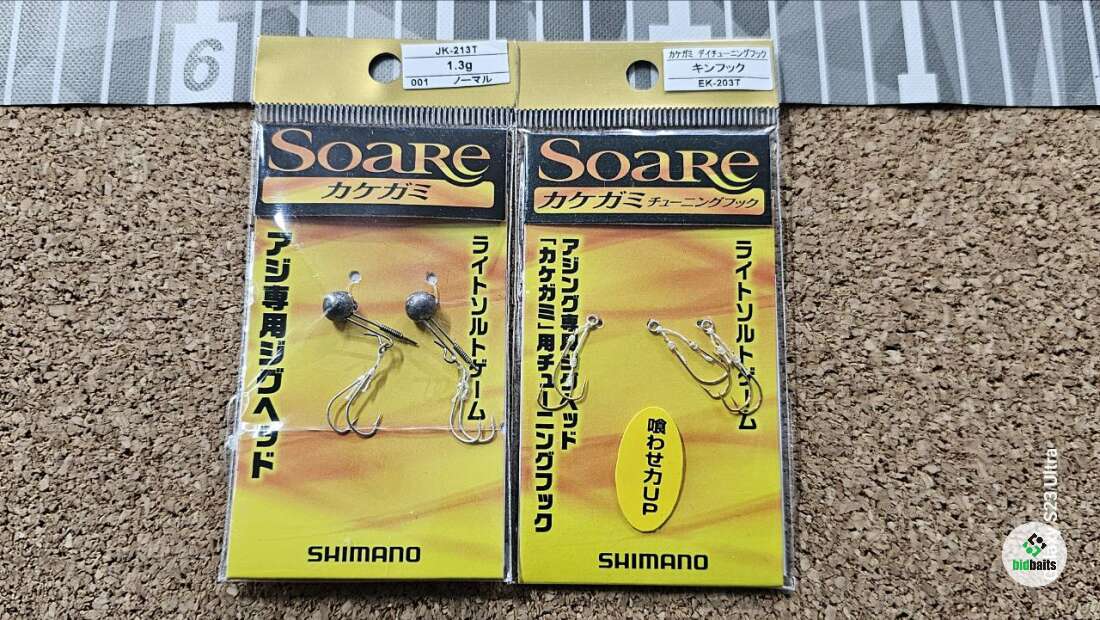 6
JK-213T
1.3g
001 ノーマル
SOARE
カケガミ
アジ専用ジグヘッド
ライトソルトゲーム
SHIMANO
カケガミ デイチューニングフック
キンフック
EK-203T
SOARE
カケガミ チューニングフック
ライトソルトゲーム
アジング専用ジグヘッド
「カケガミ」用チューニングフック
喰わせ力UP
SHIMANO
S23 Ultra
bidbaits